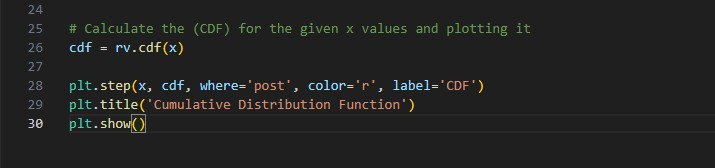 24
25 # Calculate the (CDF) for the given x values and plotting it
26 cdf = rv.cdf(x)
27
28 plt.step(x, cdf, where='post', color='r', label='CDF')
29 plt.title('Cumulative Distribution Function')
30 plt.show()